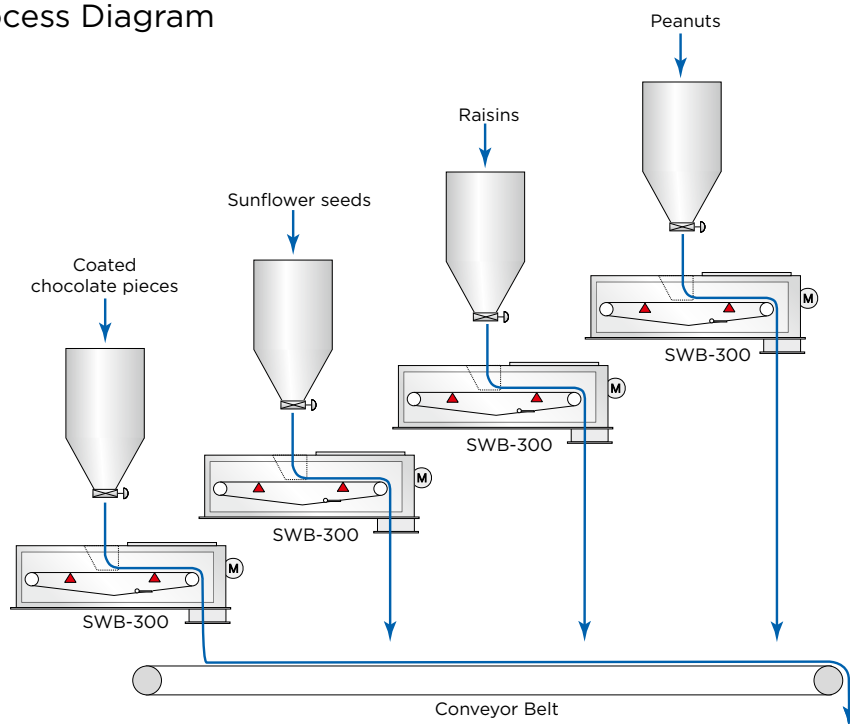 ocess Diagram
Peanuts
Raisins
Sunflower seeds
Coated
chocolate pieces
M
SWB-300
M
SWB-300
M
SWB-300
M
SWB-300
Conveyor Belt